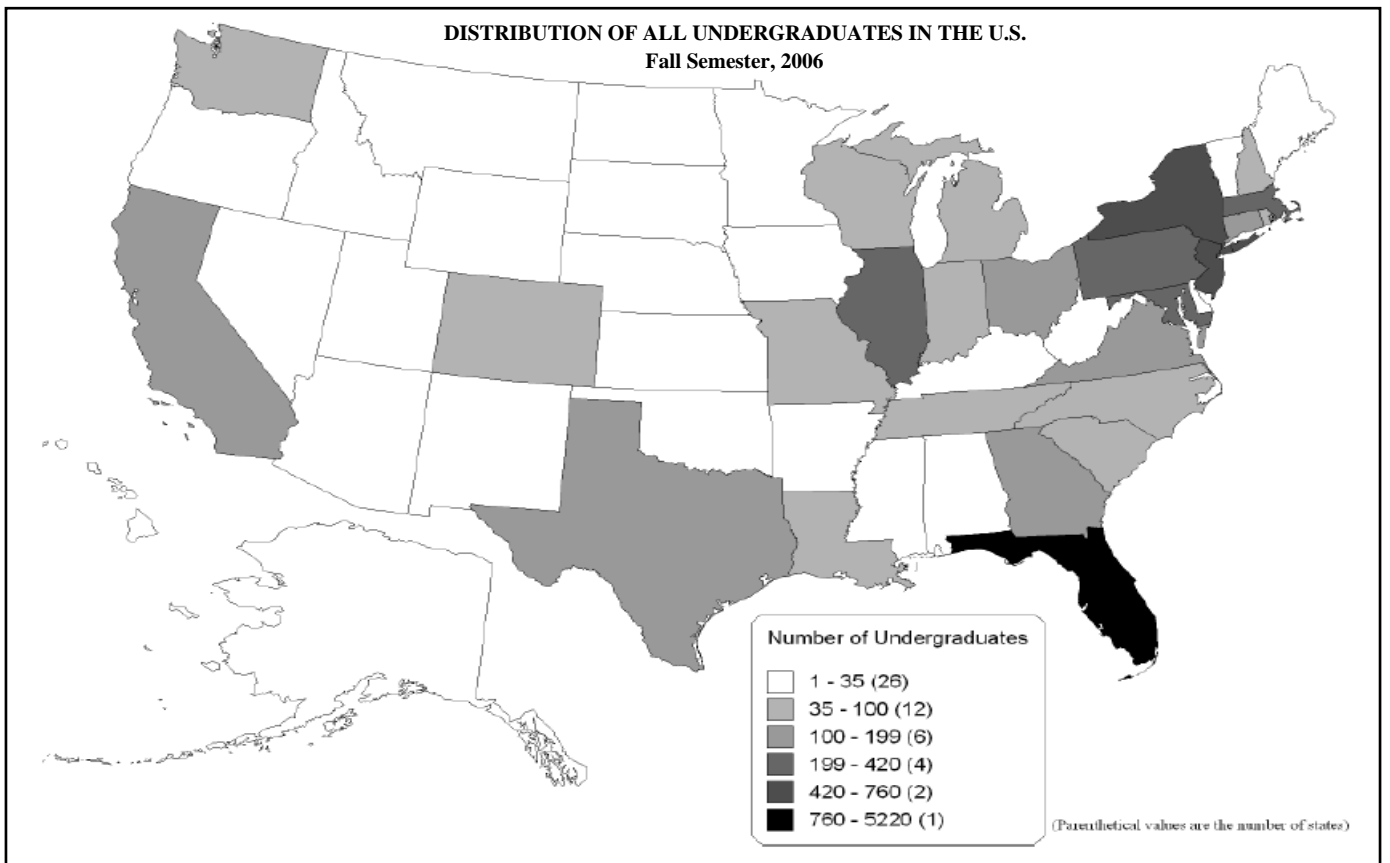 DISTRIBUTION OF ALL UNDERGRADUATES IN THE U.S.
Fall Semester, 2006
Number of Undergraduates
1 - 35 (26)
35 - 100 (12)
100 - 199 (6)
199 - 420 (4)
420 - 760 (2)
760 - 5220 (1)
(Parenthetical values are the number of states)